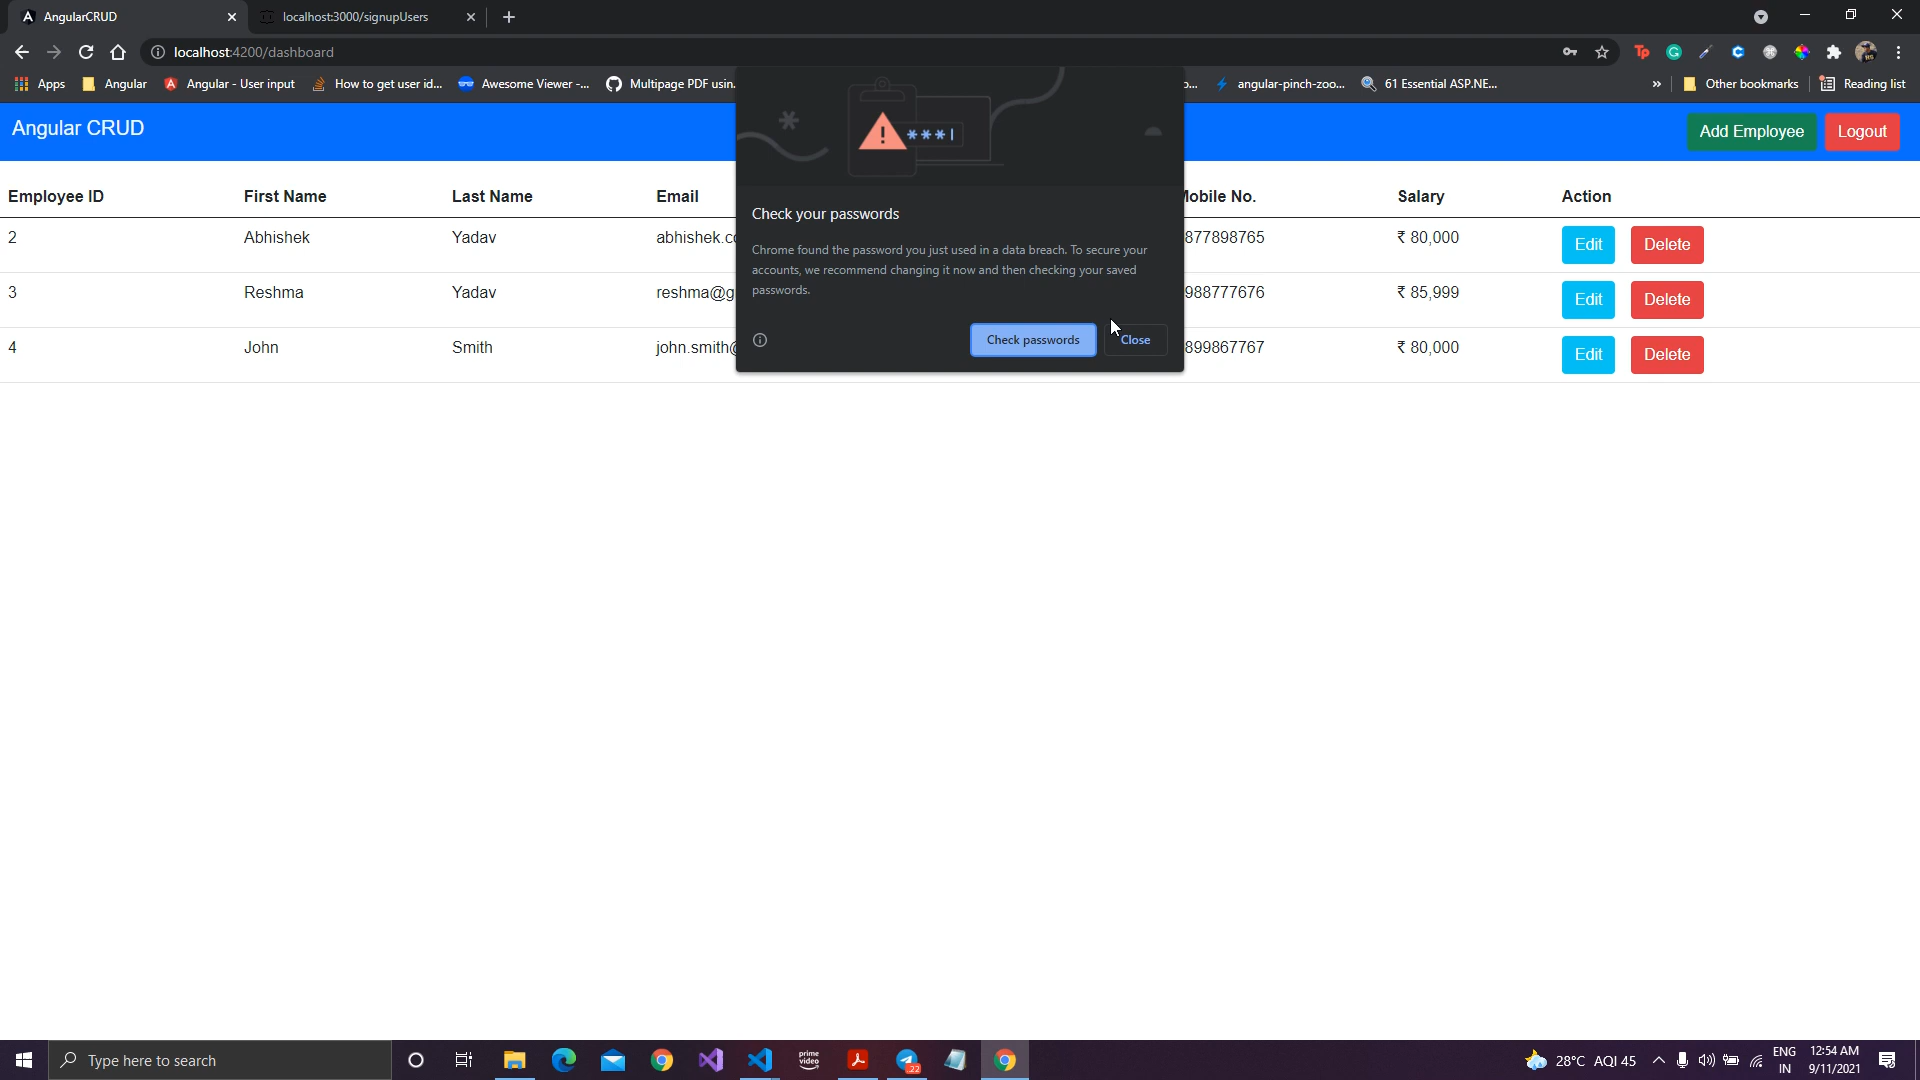 AngularCRUD
localhost:3000/signupUsers
localhost:4200/dashboard
Apps
Angular
Angular - User input
How to get user id...
Awesome Viewer -...
Multipage PDF usin
angular-pinch-zoo...
61 Essential ASP.NE...
»
Other bookmarks
Reading list
Angular CRUD
Add Employee
Logout
***|
Employee ID First Name Last Name Email Mobile No. Salary Action
2 Abhishek Yadav abhishek.c 877898765 ₹ 80,000 Edit Delete
3 Reshma Yadav reshma@g 988777676 ₹ 85,999 Edit Delete
4 John Smith john.smith@ 899867767 ₹ 80,000 Edit Delete
Check your passwords
Chrome found the password you just used in a data breach. To secure your
accounts, we recommend changing it now and then checking your saved
passwords.
Check passwords
Close
Type here to search
prime
video
22
28°C AQI 45
ENG
IN
12:54 AM
9/11/2021